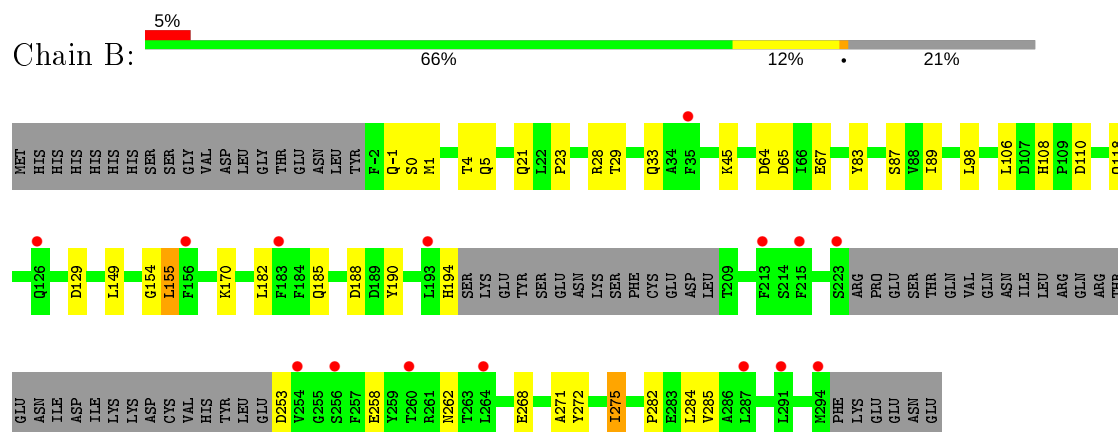 5%
Chain B:
66% 12% • 21%
MET HIS HIS HIS HIS HIS HIS SER SER GLY VAL ASP LEU GLY THR GLU ASN LEU TYR F-2 Q-1 S0 M1 T4 Q5 Q21 L22 P23 R28 T29 Q33 A34 F35 K45 D64 D65 I66 E67 Y83 S87 V88 I89 L98 L106 D107 H108 P109 D110 Q118
Q126 D129 L149 G154 L155 F156 K170 L182 F183 F184 Q185 D188 D189 Y190 L193 H194 SER LYS GLU TYR SER GLU ASN LYS SER PHE CYS GLU ASP LEU T209 F213 S214 F215 S223 ARG PRO GLU SER THR GLN VAL GLN ASN ILE LEU ARG GLN ARG THR
GLU ASN ILE ASP ILE LYS LYS ASP CYS VAL HIS TYR LEU GLU D253 V254 G255 S256 F257 E258 Y259 T260 R261 N262 T263 L264 E268 A271 Y272 I275 P282 E283 L284 V285 A286 L287 L291 M294 PHE LYS GLU GLU ASN GLU